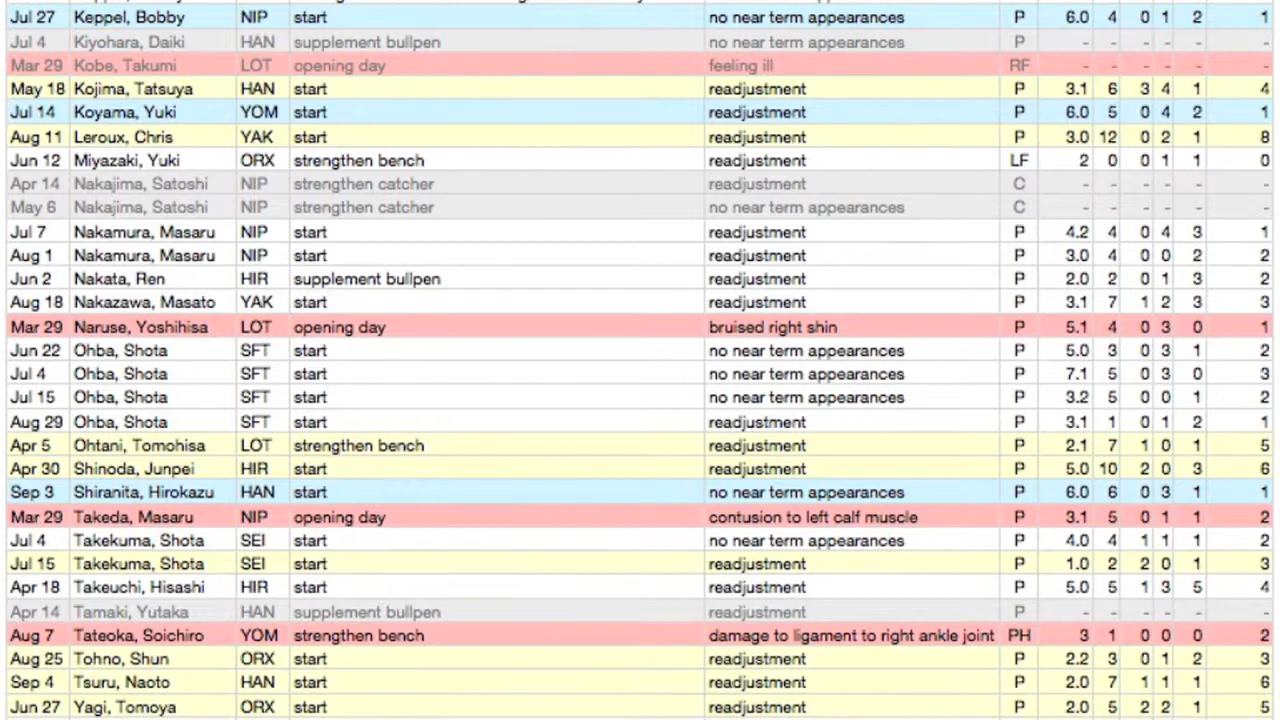 Jul 27 Keppel, Bobby NIP start no near term appearances P 6.0 4 0 1 2 1
Jul 4 Kiyohara, Daiki HAN supplement bullpen no near term appearances P - - - - - -
Mar 29 Kobe, Takumi LOT opening day feeling ill RF - - - - - -
May 18 Kojima, Tatsuya HAN start readjustment P 3.1 6 3 4 1 4
Jul 14 Koyama, Yuki YOM start readjustment P 6.0 5 0 4 2 1
Aug 11 Leroux, Chris YAK start readjustment P 3.0 12 0 2 1 8
Jun 12 Miyazaki, Yuki ORX strengthen bench readjustment LF 2 0 0 1 1 0
Apr 14 Nakajima, Satoshi NIP strengthen catcher readjustment C - - - - - -
May 6 Nakajima, Satoshi NIP strengthen catcher no near term appearances C - - - - - -
Jul 7 Nakamura, Masaru NIP start readjustment P 4.2 4 0 4 3 1
Aug 1 Nakamura, Masaru NIP start readjustment P 3.0 4 0 0 2 2
Jun 2 Nakata, Ren HIR supplement bullpen readjustment P 2.0 2 0 1 3 2
Aug 18 Nakazawa, Masato YAK start readjustment P 3.1 7 1 2 3 3
Mar 29 Naruse, Yoshihisa LOT opening day bruised right shin P 5.1 4 0 3 0 1
Jun 22 Ohba, Shota SFT start no near term appearances P 5.0 3 0 3 1 2
Jul 4 Ohba, Shota SFT start no near term appearances P 7.1 5 0 3 0 3
Jul 15 Ohba, Shota SFT start no near term appearances P 3.2 5 0 0 1 2
Aug 29 Ohba, Shota SFT start readjustment P 3.1 1 0 1 2 1
Apr 5 Ohtani, Tomohisa LOT strengthen bench readjustment P 2.1 7 1 0 1 5
Apr 30 Shinoda, Junpei HIR start readjustment P 5.0 10 2 0 3 6
Sep 3 Shiranita, Hirokazu HAN start no near term appearances P 6.0 6 0 3 1 1
Mar 29 Takeda, Masaru NIP opening day contusion to left calf muscle P 3.1 5 0 1 1 2
Jul 4 Takekuma, Shota SEI start no near term appearances P 4.0 4 1 1 1 2
Jul 15 Takekuma, Shota SEI start readjustment P 1.0 2 2 0 1 3
Apr 18 Takeuchi, Hisashi HIR start readjustment P 5.0 5 1 3 5 4
Apr 14 Tamaki, Yutaka HAN supplement bullpen readjustment P - - - - - -
Aug 7 Tateoka, Soichiro YOM strengthen bench damage to ligament to right ankle joint PH 3 1 0 0 0 2
Aug 25 Tohno, Shun ORX start readjustment P 2.2 3 0 1 2 3
Sep 4 Tsuru, Naoto HAN start readjustment P 2.0 7 1 1 1 6
Jun 27 Yagi, Tomoya ORX start readjustment P 2.0 5 2 2 1 5